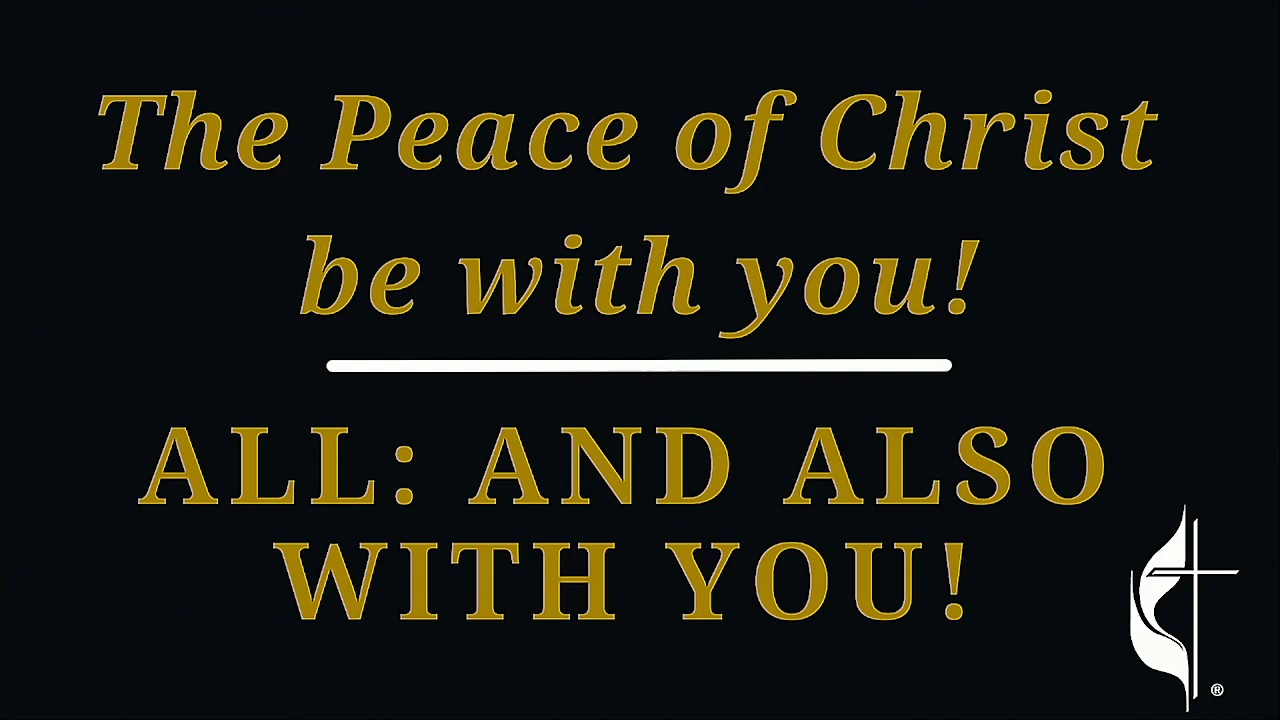 The Peace of Christ
be with you!
ALL: AND ALSO
WITH YOU!
®